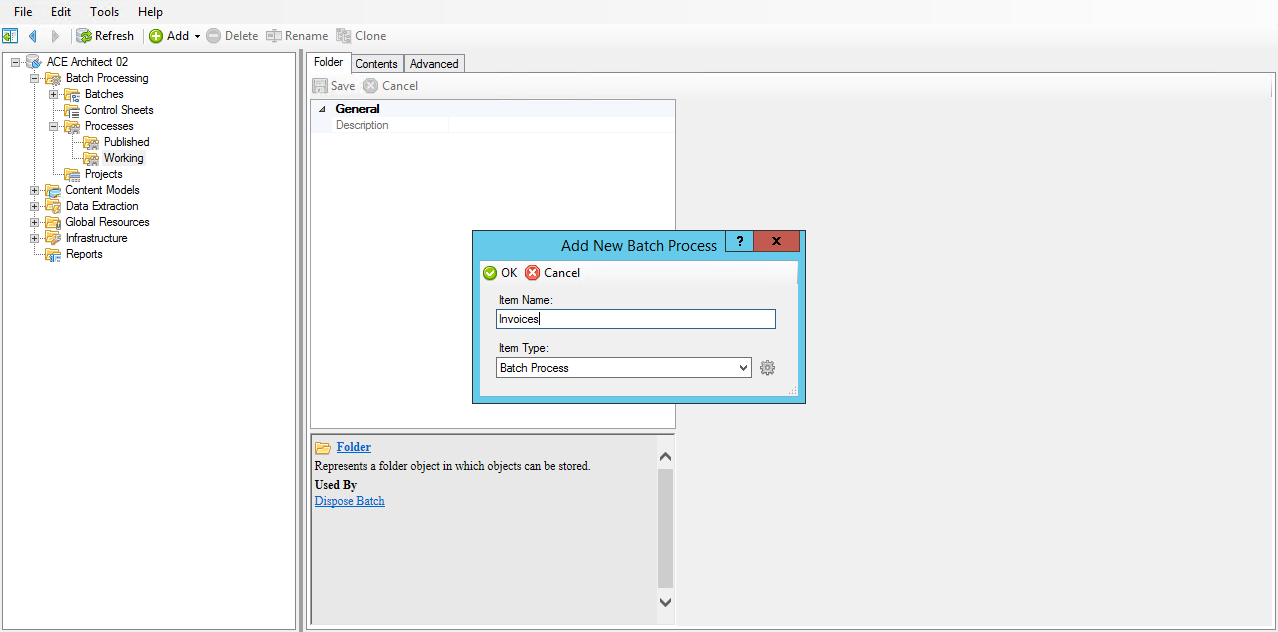 File Edit Tools Help
Refresh Add Delete Rename Clone
ACE Architect 02
Batch Processing
Batches
Control Sheets
Processes
Published
Working
Projects
Content Models
Data Extraction
Global Resources
Infrastructure
Reports
Folder Contents Advanced
Save Cancel
General
Description
Add New Batch Process ? X
OK Cancel
Item Name:
Invoices
Item Type:
Batch Process
Folder
Represents a folder object in which objects can be stored.
Used By
Dispose Batch